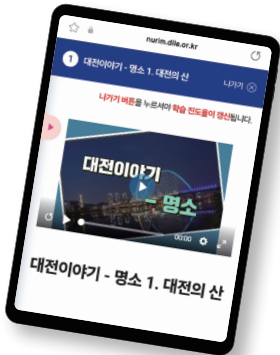 nurim.dile.or.kr
1 대전이야기 - 명소 1. 대전의 산 나가기
나가기 버튼을 누르셔야 학습 진도율이 갱신됩니다.
대전이야기
- 명소
00:00
대전이야기 - 명소 1. 대전의 산